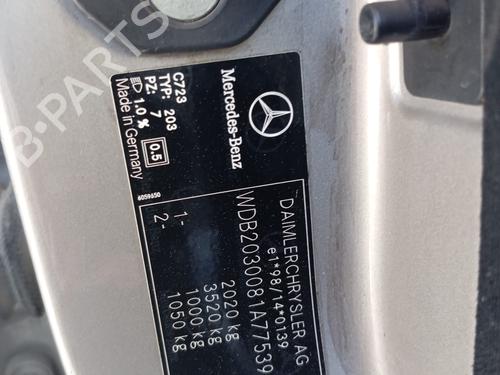 DAIMLERCHRYSLER AG
e1*98/14*0139
WDB2030081A77539
2020 kg
3520 kg
1- 1000 kg
2- 1050 kg
Mercedes-Benz
C723
TYP: 203
PZ: 7
1.0 % 0.5
Made in Germany
6059650
B-PARTS